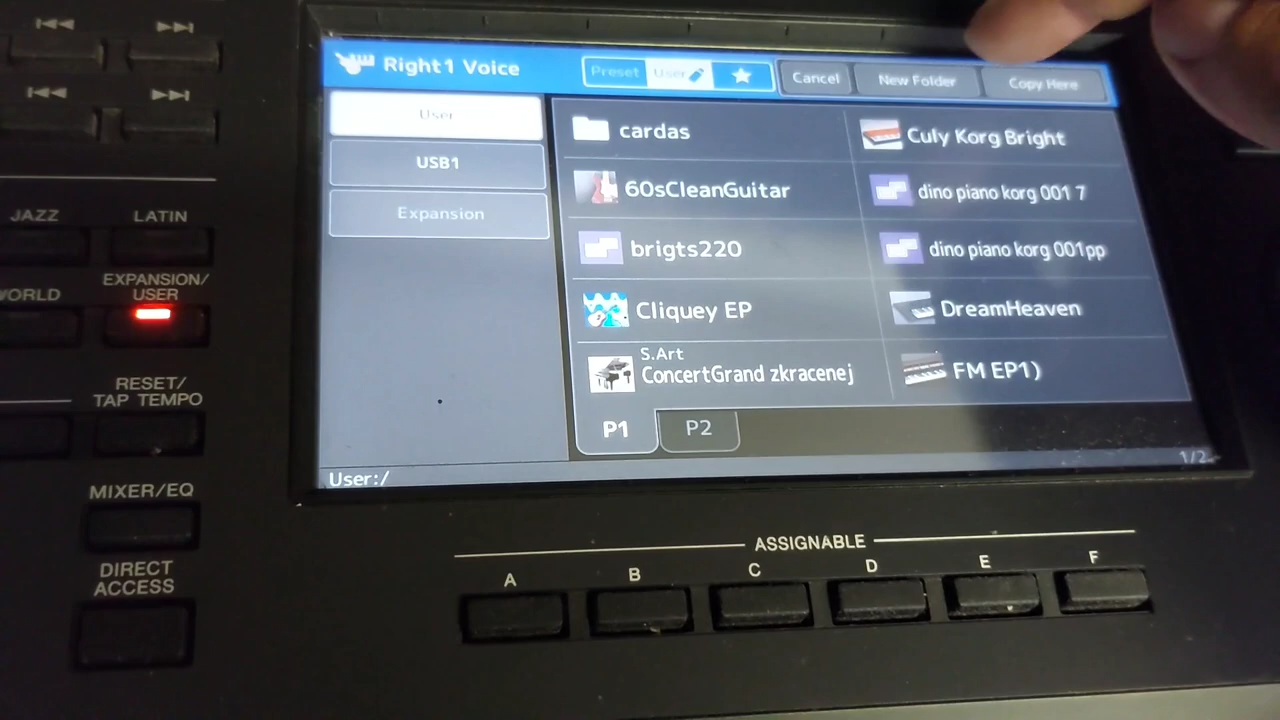 Right1 Voice
Preset
User
Cancel
New Folder
Copy Here
User
USB1
Expansion
cardas
60sCleanGuitar
brigts220
Cliquey EP
S.Art
ConcertGrand zkracenej
Culy Korg Bright
dino piano korg 001 7
dino piano korg 001pp
DreamHeaven
FM EP1)
P1
P2
1/2
User:/
JAZZ
LATIN
WORLD
EXPANSION/
USER
RESET/
TAP TEMPO
MIXER/EQ
DIRECT
ACCESS
ASSIGNABLE
A B C D E F